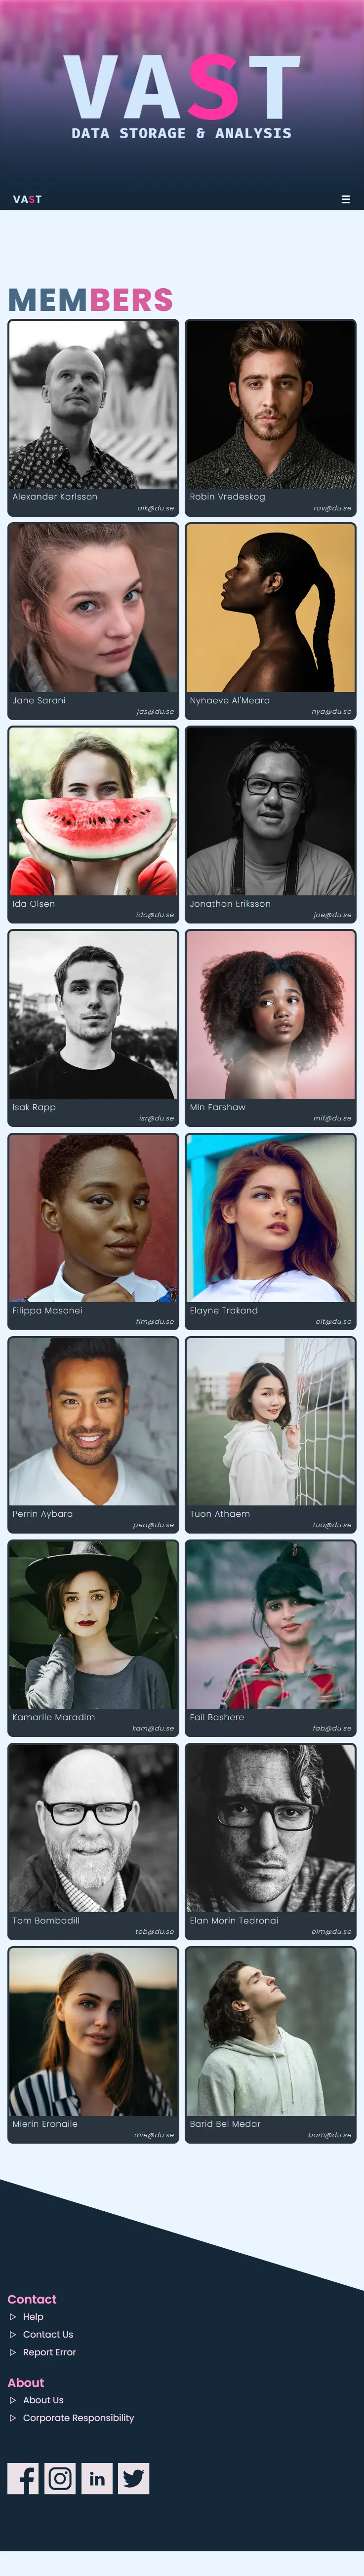 VAST
DATA STORAGE & ANALYSIS
VAST
MEMBERS
Alexander Karlsson
alk@du.se
Robin Vredeskog
rov@du.se
Jane Sarani
jas@du.se
Nynaeve Al'Meara
nya@du.se
Ida Olsen
ido@du.se
Jonathan Eriksson
joe@du.se
Isak Rapp
isr@du.se
Min Farshaw
mif@du.se
Filippa Masonei
fim@du.se
Elayne Trakand
elt@du.se
Perrin Aybara
pea@du.se
Tuon Athaem
tua@du.se
Kamarile Maradim
kam@du.se
Fail Bashere
fab@du.se
Tom Bombadill
tob@du.se
Elan Morin Tedronai
elm@du.se
Mierin Eronaile
mie@du.se
Barid Bel Medar
bam@du.se
Contact
Help
Contact Us
Report Error
About
About Us
Corporate Responsibility